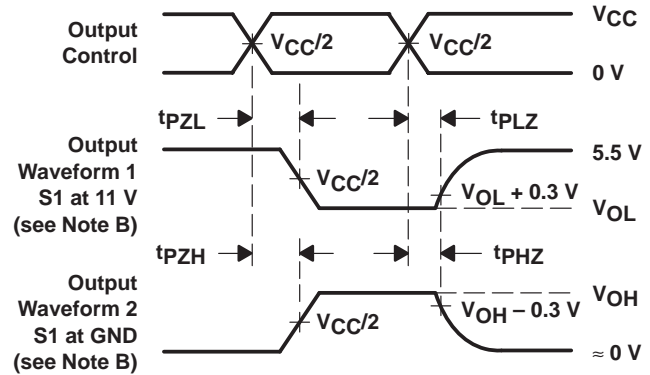 Output
Control
VCC/2
VCC/2
VCC
0 V
tPZL
tPLZ
Output
Waveform 1
S1 at 11 V
(see Note B)
VCC/2
VOL + 0.3 V
5.5 V
VOL
tPZH
tPHZ
Output
Waveform 2
S1 at GND
(see Note B)
VCC/2
VOH – 0.3 V
VOH
≈ 0 V